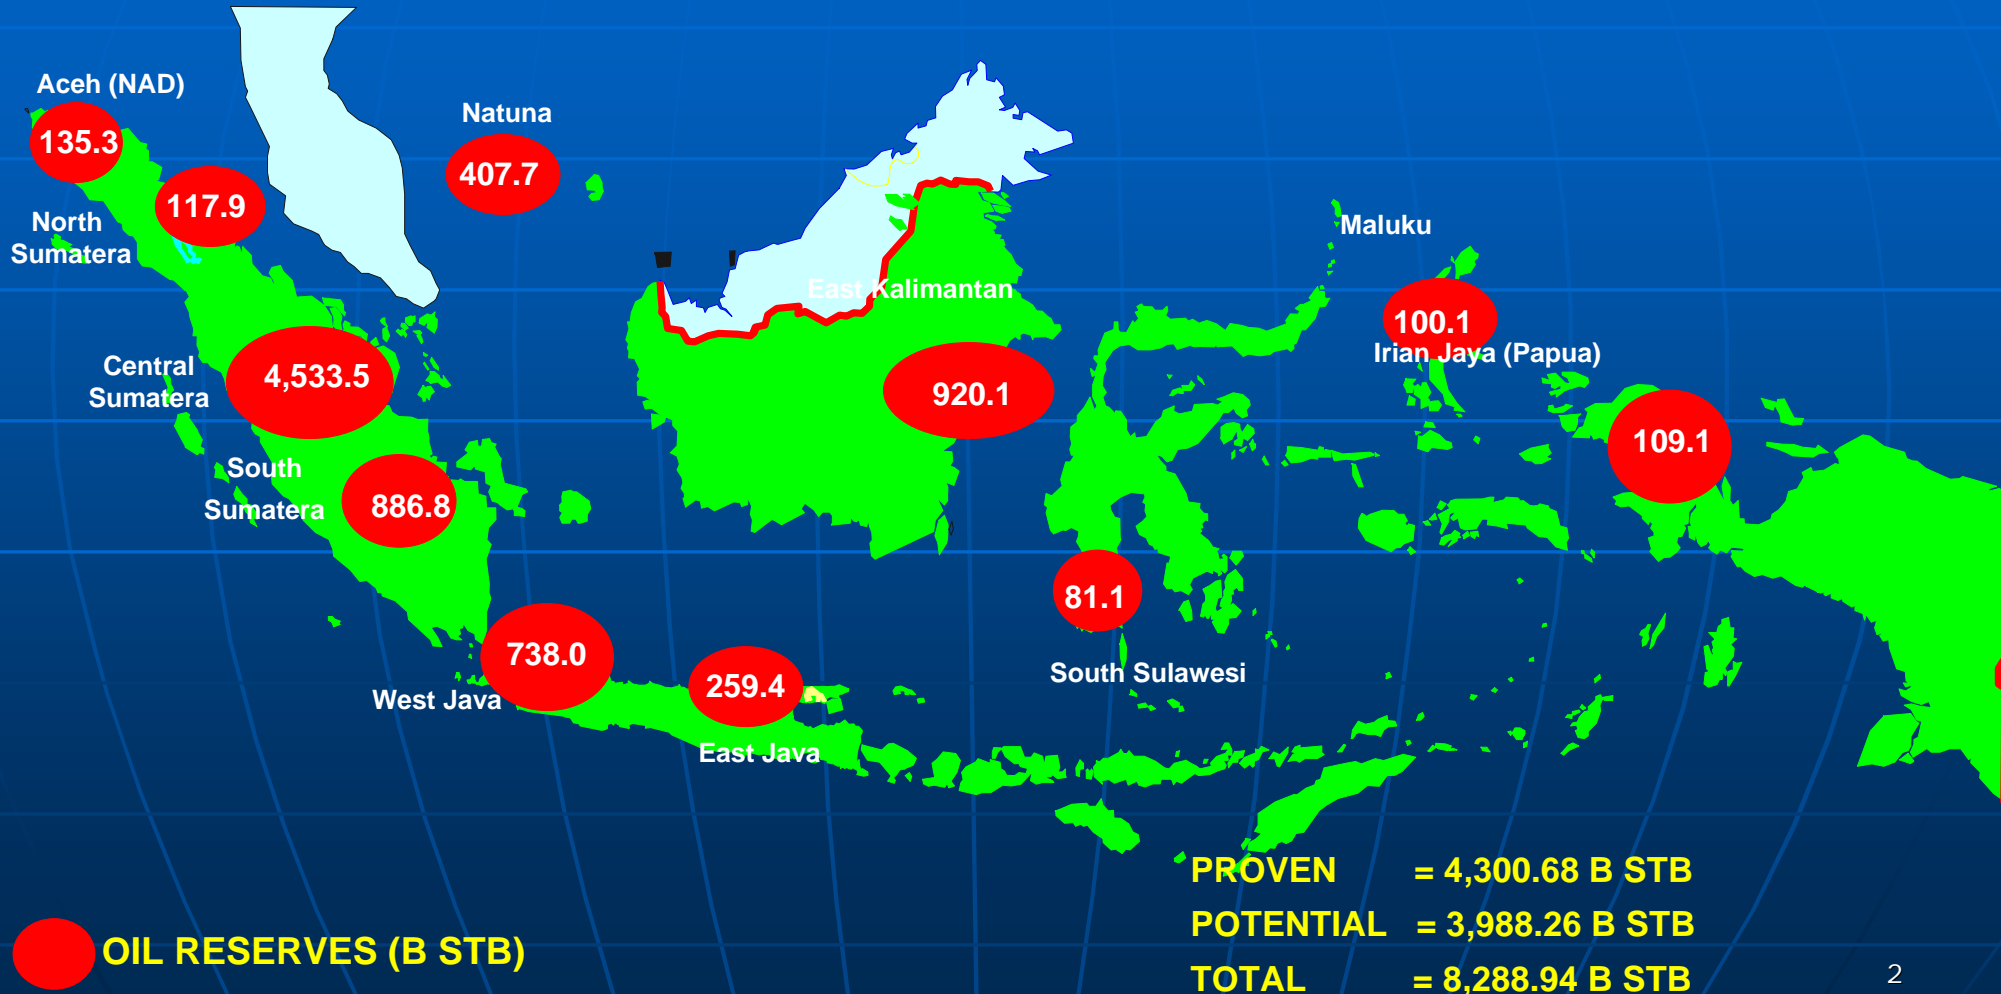 Aceh (NAD)
135.3
Natuna
407.7
117.9
North
Sumatera
Maluku
East Kalimantan
100.1
Irian Jaya (Papua)
Central
Sumatera
4,533.5
920.1
109.1
South
Sumatera
886.8
81.1
South Sulawesi
738.0
West Java
259.4
East Java
PROVEN = 4,300.68 B STB
POTENTIAL = 3,988.26 B STB
TOTAL = 8,288.94 B STB
OIL RESERVES (B STB)
2